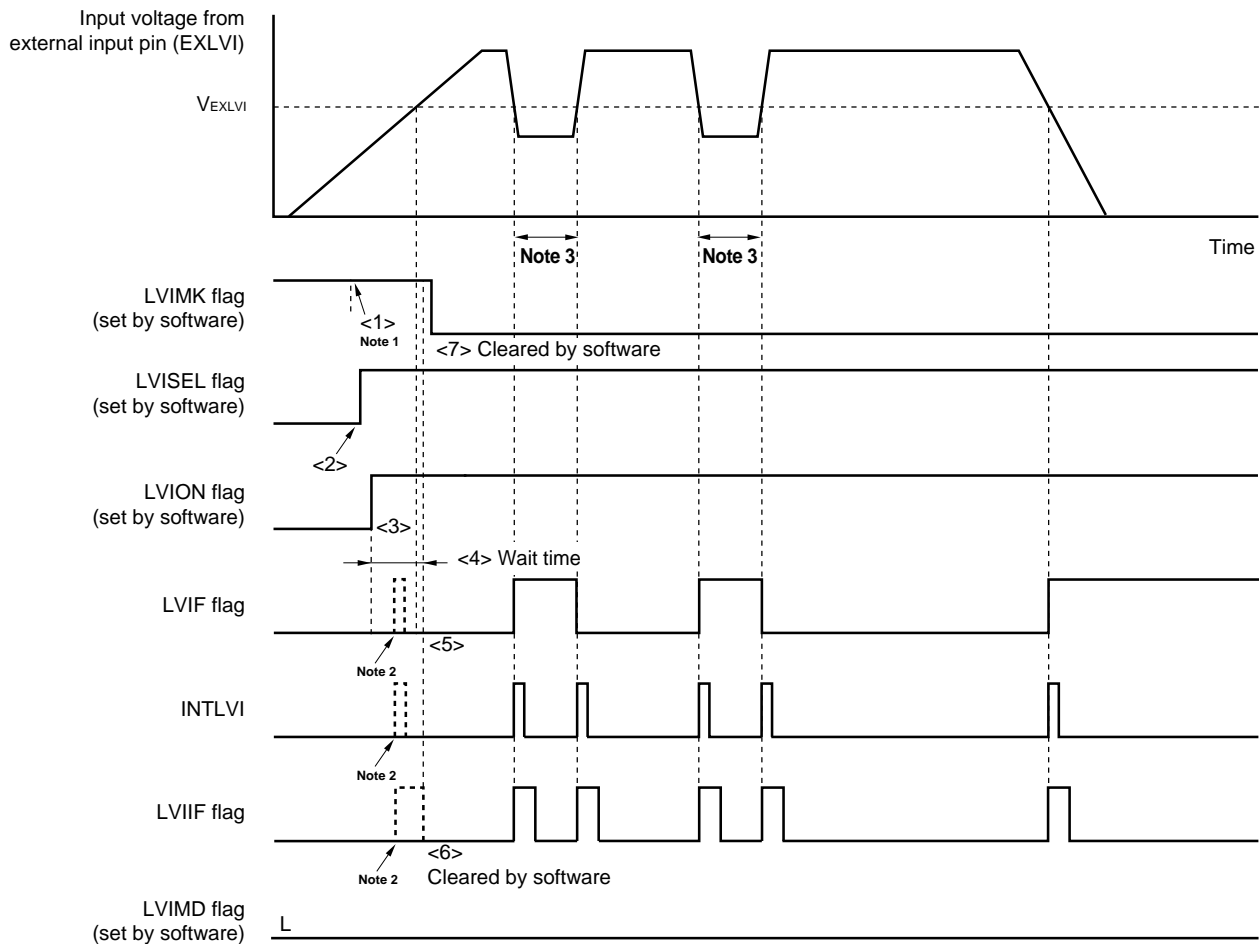 Input voltage from
external input pin (EXLVI)
VEXLVI
Note 3
Note 3
Time
LVIMK flag
(set by software)
<1>
Note 1
<7> Cleared by software
LVISEL flag
(set by software)
<2>
LVION flag
(set by software)
<3>
<4> Wait time
LVIF flag
<5>
Note 2
INTLVI
Note 2
LVIIF flag
<6>
Note 2
Cleared by software
LVIMD flag
(set by software)
L